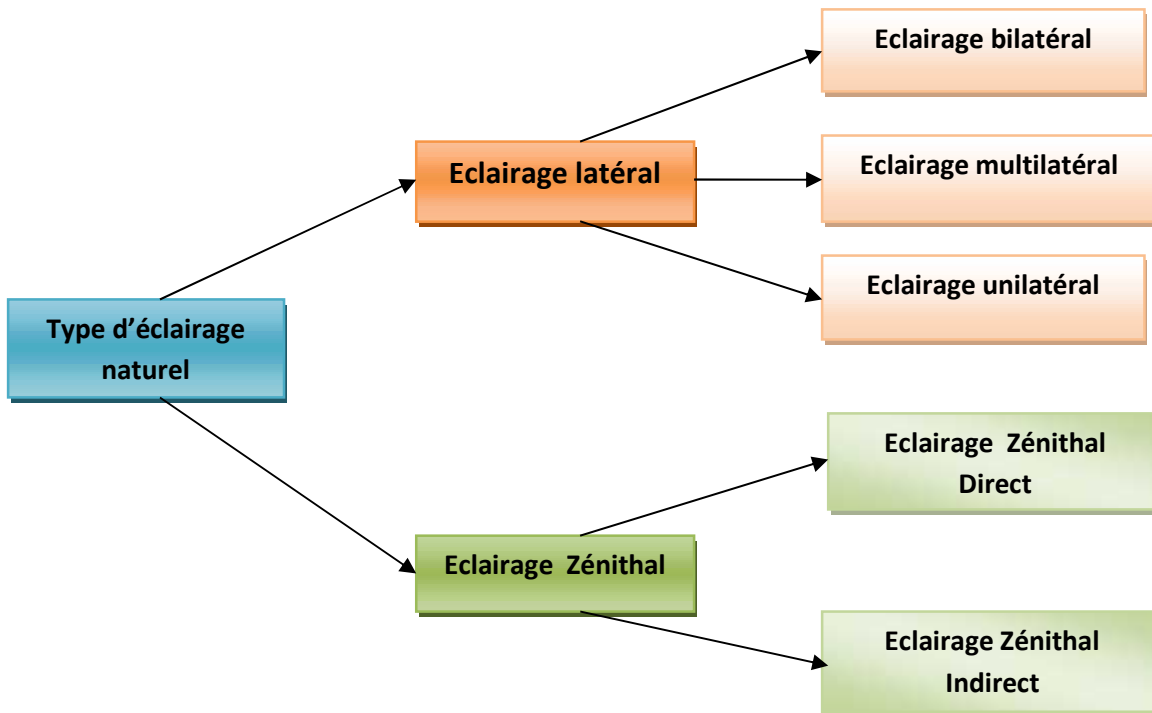 Eclairage bilatéral
Eclairage latéral
Eclairage multilatéral
Eclairage unilatéral
Type d’éclairage
naturel
Eclairage  Zénithal
Direct
Eclairage  Zénithal
Eclairage Zénithal
Indirect